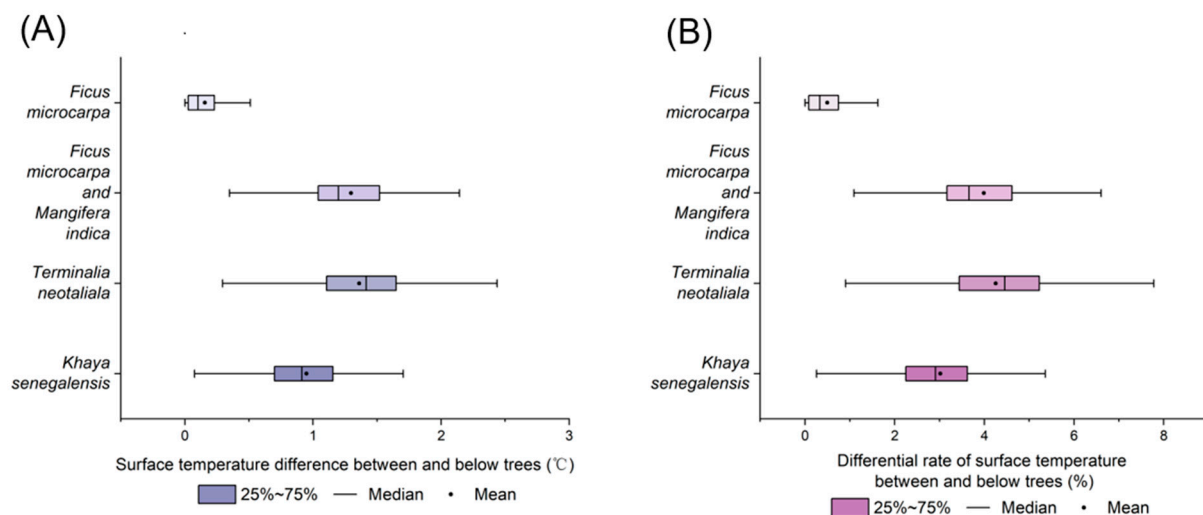 (A)
Ficus
microcarpa
Ficus
microcarpa
and
Mangifera
indica
Terminalia
neotaliala
Khaya
senegalensis
0 1 2 3
Surface temperature difference between and below trees (℃)
25%~75% Median Mean
(B)
Ficus
microcarpa
Ficus
microcarpa
and
Mangifera
indica
Terminalia
neotaliala
Khaya
senegalensis
0 2 4 6 8
Differential rate of surface temperature
between and below trees (%)
25%~75% Median Mean